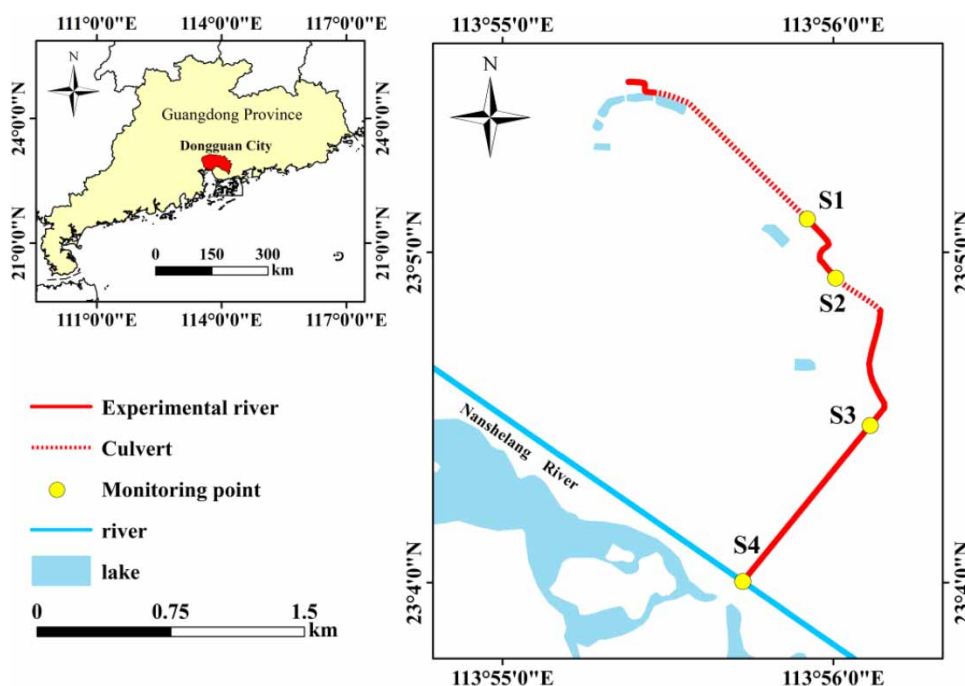 111°0'0"E 114°0'0"E 117°0'0"E
N
Guangdong Province
Dongguan City
24°0'0"N
21°0'0"N
24°0'0"N
21°0'0"N
0 150 300
km
111°0'0"E 114°0'0"E 117°0'0"E
Experimental river
Culvert
Monitoring point
river
lake
0 0.75 1.5
km
113°55'0"E 113°56'0"E
N
S1
S2
S3
S4
Nanshelang River
23°5'0"N
23°4'0"N
23°5'0"N
23°4'0"N
113°55'0"E 113°56'0"E